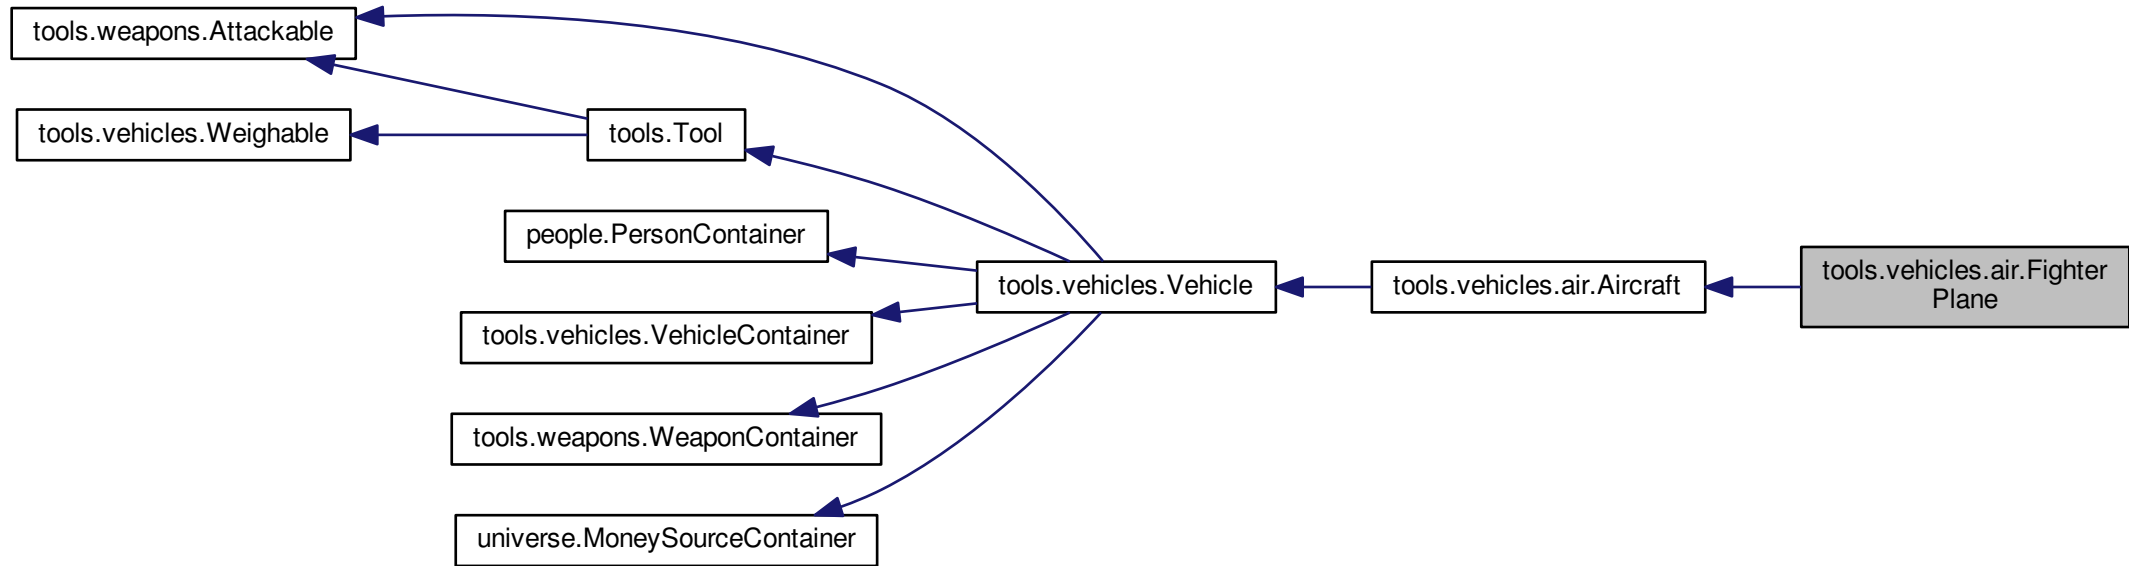 tools.weapons.Attackable
tools.vehicles.Weighable
tools.Tool
people.PersonContainer
tools.vehicles.VehicleContainer
tools.weapons.WeaponContainer
universe.MoneySourceContainer
tools.vehicles.Vehicle
tools.vehicles.air.Aircraft
tools.vehicles.air.Fighter
Plane